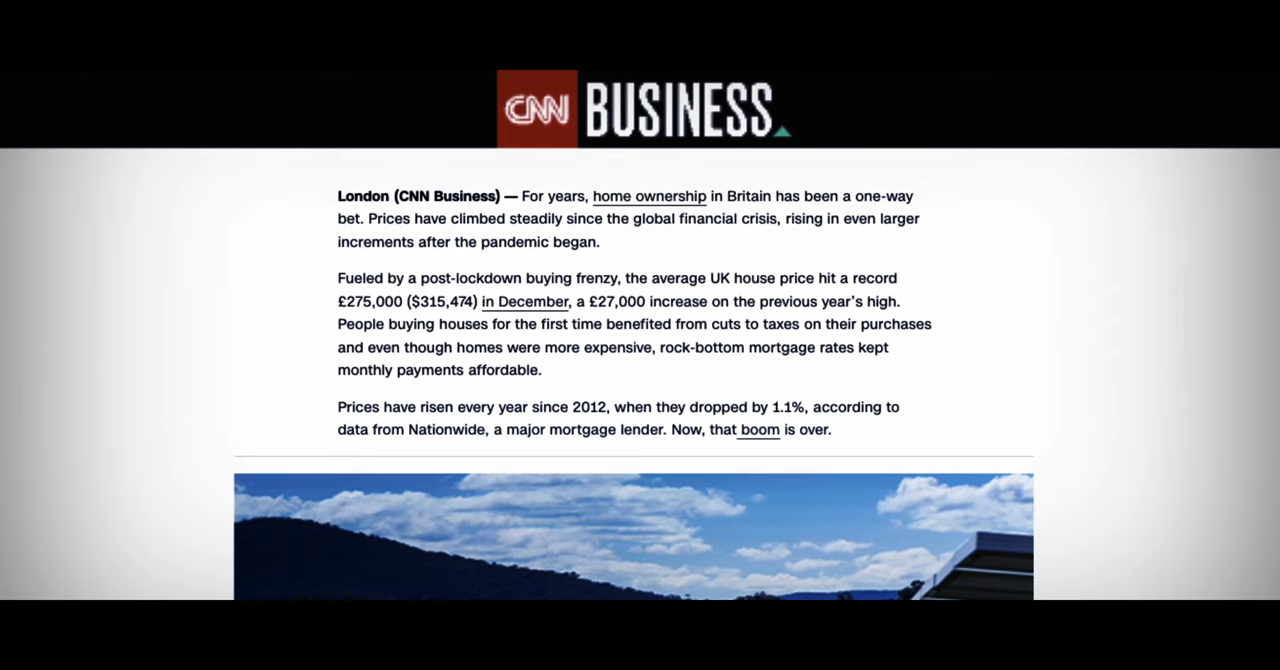 CNN BUSINESS
London (CNN Business) — For years, home ownership in Britain has been a one-way
bet. Prices have climbed steadily since the global financial crisis, rising in even larger
increments after the pandemic began.
Fueled by a post-lockdown buying frenzy, the average UK house price hit a record
£275,000 ($315,474) in December, a £27,000 increase on the previous year’s high.
People buying houses for the first time benefited from cuts to taxes on their purchases
and even though homes were more expensive, rock-bottom mortgage rates kept
monthly payments affordable.
Prices have risen every year since 2012, when they dropped by 1.1%, according to
data from Nationwide, a major mortgage lender. Now, that boom is over.